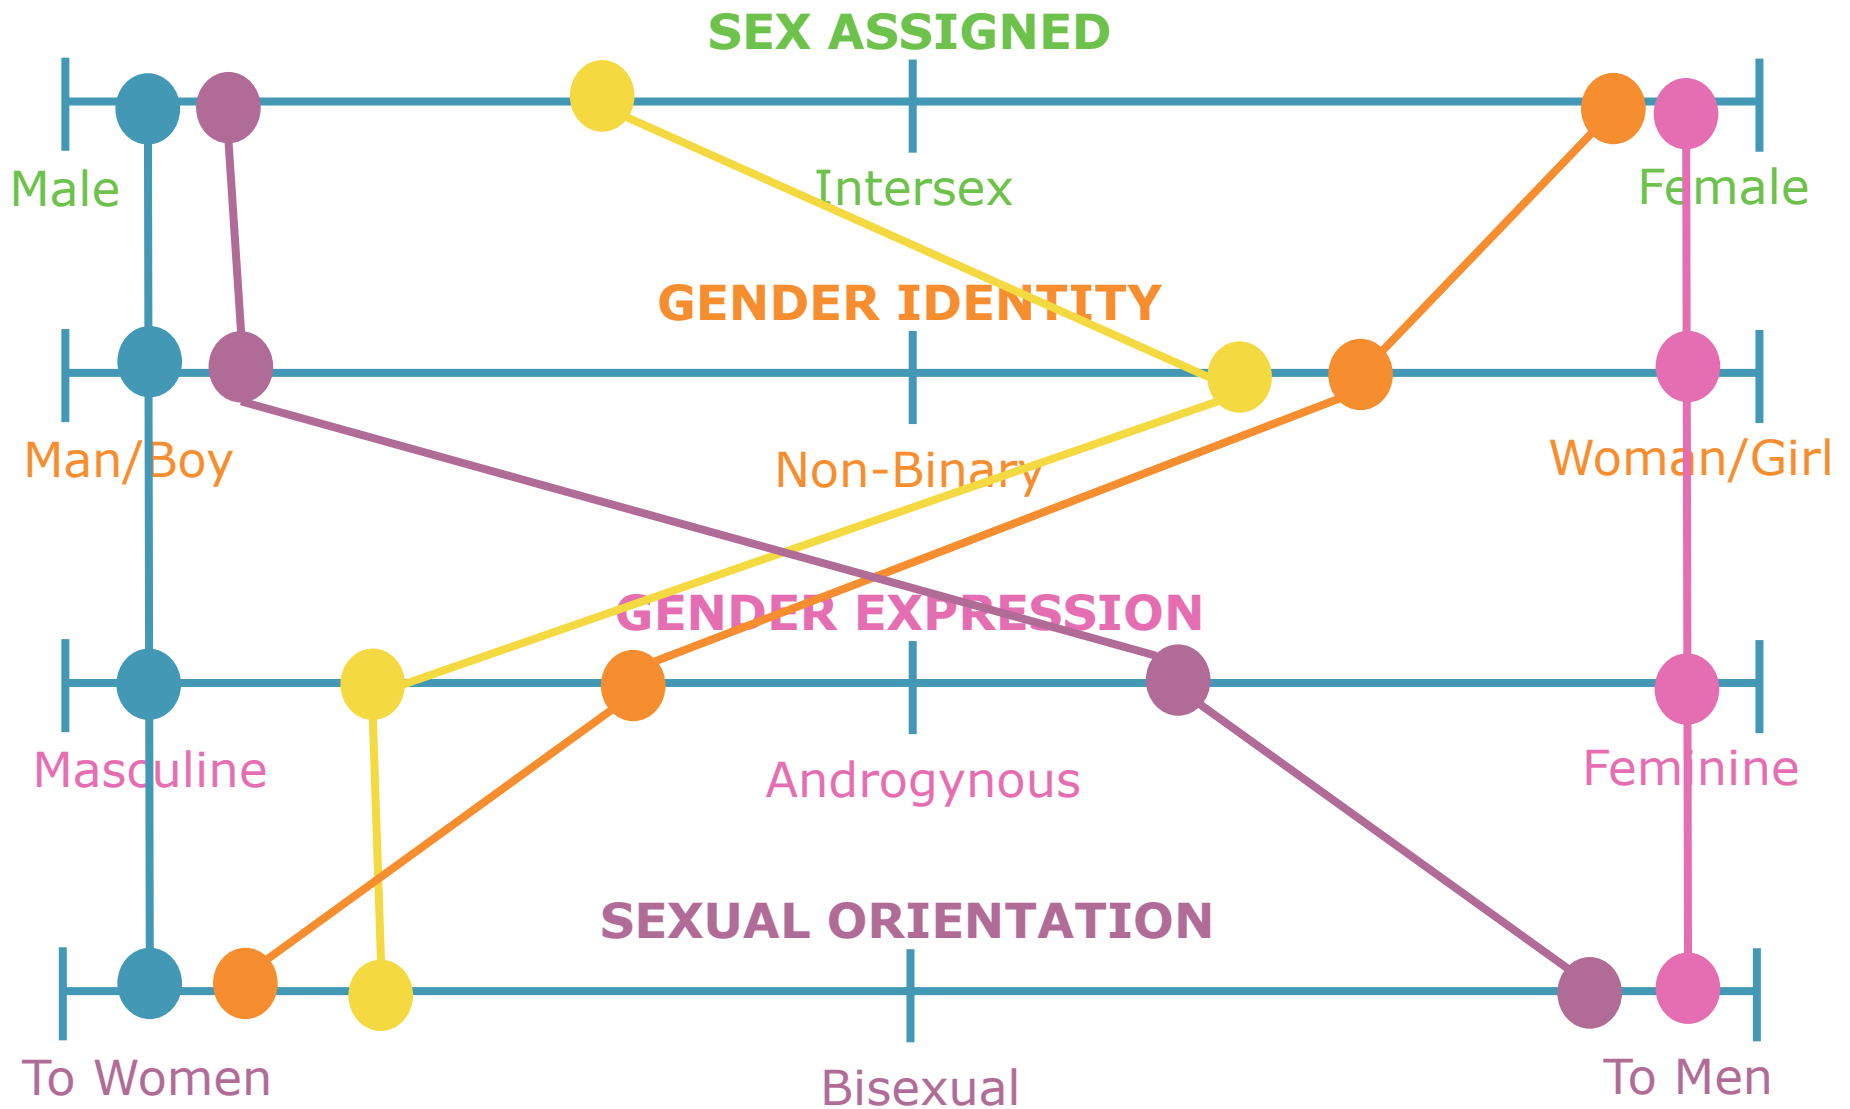 SEX ASSIGNED
Male Intersex Female
GENDER IDENTITY
Man/Boy Non-Binary Woman/Girl
GENDER EXPRESSION
Masculine Androgynous Feminine
SEXUAL ORIENTATION
To Women Bisexual To Men